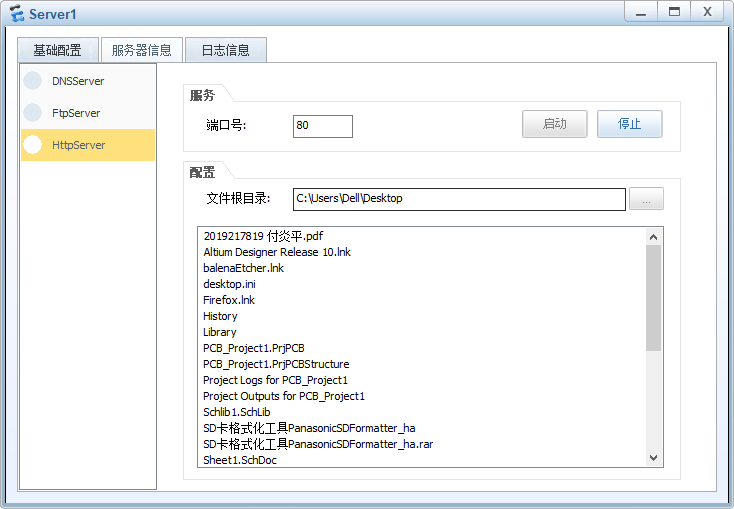 Server1
基础配置 服务器信息 日志信息
DNSServer
FtpServer
HttpServer
服务
端口号: 80 启动 停止
配置
文件根目录: C:\Users\Dell\Desktop ...
2019217819 付炎平.pdf
Altium Designer Release 10.lnk
balenaEtcher.lnk
desktop.ini
Firefox.lnk
History
Library
PCB_Project1.PrjPCB
PCB_Project1.PrjPCBStructure
Project Logs for PCB_Project1
Project Outputs for PCB_Project1
Schlib1.SchLib
SD卡格式化工具PanasonicSDFormatter_ha
SD卡格式化工具PanasonicSDFormatter_ha.rar
Sheet1.SchDoc